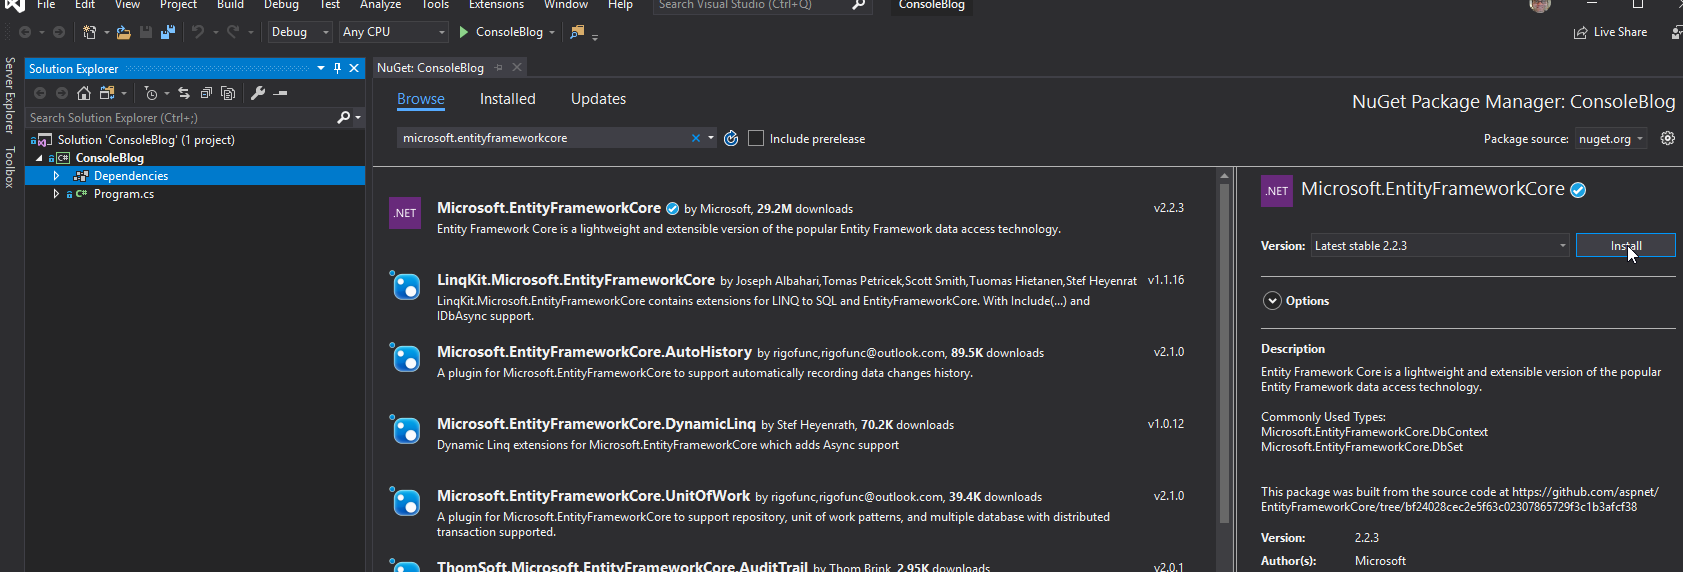 File Edit View Project Build Debug Test Analyze Tools Extensions Window Help Search Visual Studio (Ctrl+Q) ConsoleBlog
Debug Any CPU ConsoleBlog Live Share
Server Explorer
Toolbox
Solution Explorer
Search Solution Explorer (Ctrl+;)
Solution 'ConsoleBlog' (1 project)
C# ConsoleBlog
Dependencies
C# Program.cs
NuGet: ConsoleBlog
Browse Installed Updates
NuGet Package Manager: ConsoleBlog
microsoft.entityframeworkcore
Include prerelease
Package source: nuget.org
.NET
Microsoft.EntityFrameworkCore by Microsoft, 29.2M downloads v2.2.3
Entity Framework Core is a lightweight and extensible version of the popular Entity Framework data access technology.
LinqKit.Microsoft.EntityFrameworkCore by Joseph Albahari,Tomas Petricek,Scott Smith,Tuomas Hietanen,Stef Heyenrat v1.1.16
LinqKit.Microsoft.EntityFrameworkCore contains extensions for LINQ to SQL and EntityFrameworkCore. With Include(...) and
IDbAsync support.
Microsoft.EntityFrameworkCore.AutoHistory by rigofunc,rigofunc@outlook.com, 89.5K downloads v2.1.0
A plugin for Microsoft.EntityFrameworkCore to support automatically recording data changes history.
Microsoft.EntityFrameworkCore.DynamicLinq by Stef Heyenrath, 70.2K downloads v1.0.12
Dynamic Linq extensions for Microsoft.EntityFrameworkCore which adds Async support
Microsoft.EntityFrameworkCore.UnitOfWork by rigofunc,rigofunc@outlook.com, 39.4K downloads v2.1.0
A plugin for Microsoft.EntityFrameworkCore to support repository, unit of work patterns, and multiple database with distributed
transaction supported.
ThomSoft.Microsoft.EntityFrameworkCore.AuditTrail by Thom Brink, 2.95K downloads v2.0.1
.NET Microsoft.EntityFrameworkCore
Version: Latest stable 2.2.3 Install
Options
Description
Entity Framework Core is a lightweight and extensible version of the popular
Entity Framework data access technology.
Commonly Used Types:
Microsoft.EntityFrameworkCore.DbContext
Microsoft.EntityFrameworkCore.DbSet
This package was built from the source code at https://github.com/aspnet/
EntityFrameworkCore/tree/bf24028cec2e5f63c02307865729f3c1b3afcf38
Version: 2.2.3
Author(s): Microsoft